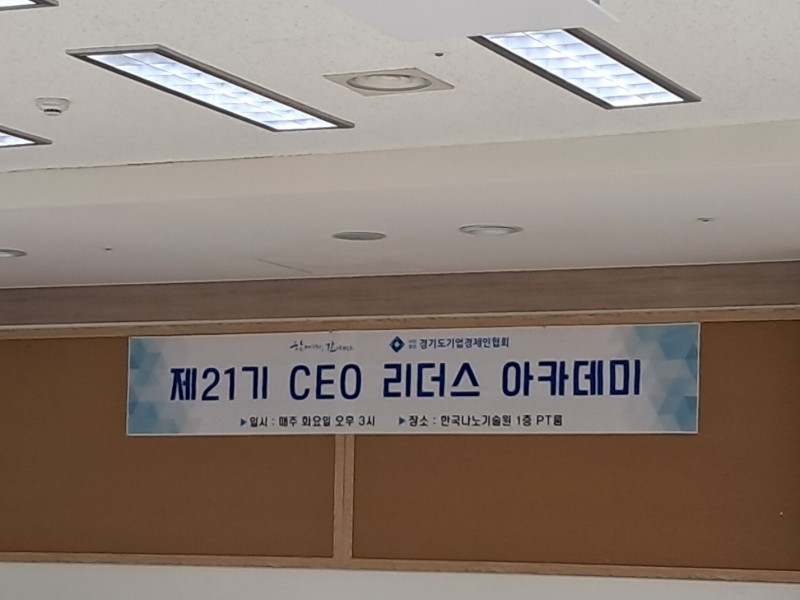 경기도기업경제인협회
제21기 CEO 리더스 아카데미
▶일시 : 매주 화요일 오후 3시 ▶장소 : 한국나노기술원 1층 PT룸